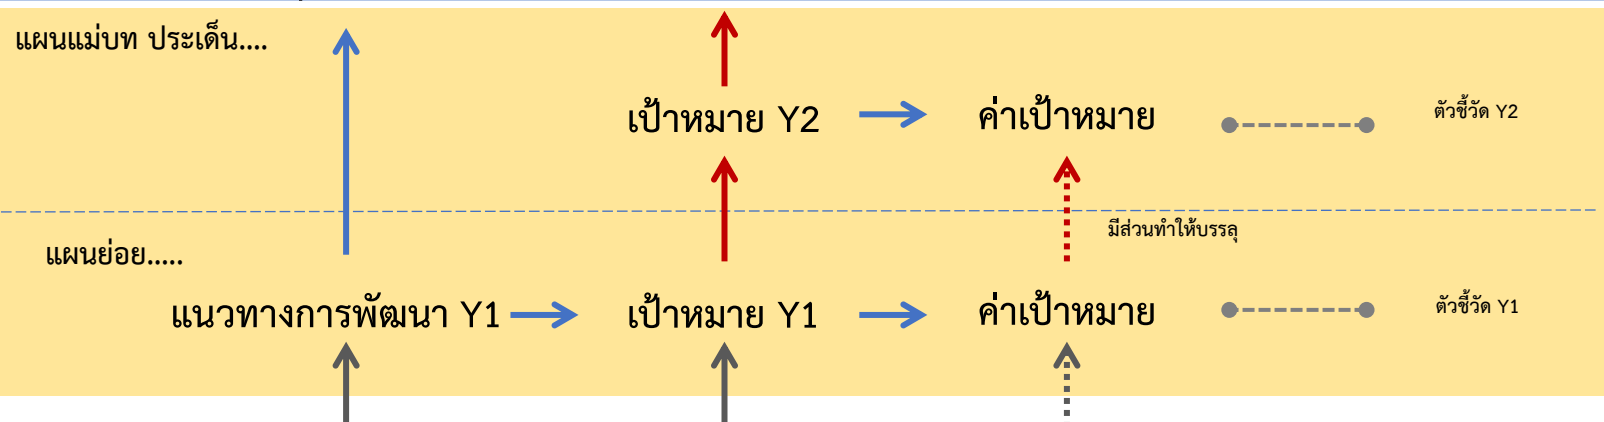 แผนแม่บท ประเด็น....
เป้าหมาย Y2
ค่าเป้าหมาย
ตัวชี้วัด Y2
มีส่วนทำให้บรรลุ
แผนย่อย.....
แนวทางการพัฒนา Y1
เป้าหมาย Y1
ค่าเป้าหมาย
ตัวชี้วัด Y1